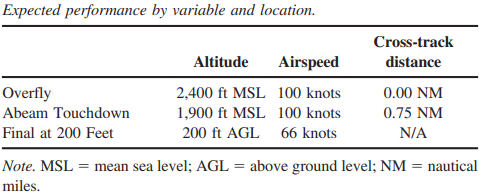 Expected performance by variable and location.
Cross-track
Altitude Airspeed distance
Overfly 2,400 ft MSL 100 knots 0.00 NM
Abeam Touchdown 1,900 ft MSL 100 knots 0.75 NM
Final at 200 Feet 200 ft AGL 66 knots N/A
Note. MSL = mean sea level; AGL = above ground level; NM = nautical
miles.